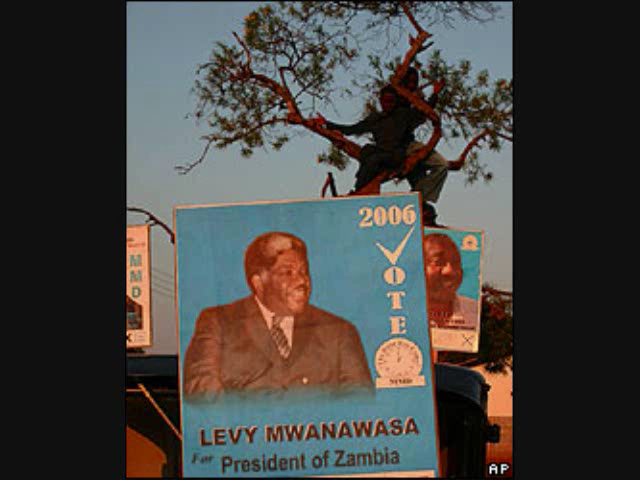 2006
VOTE
LEVY MWANAWASA
For President of Zambia
MMD
AP